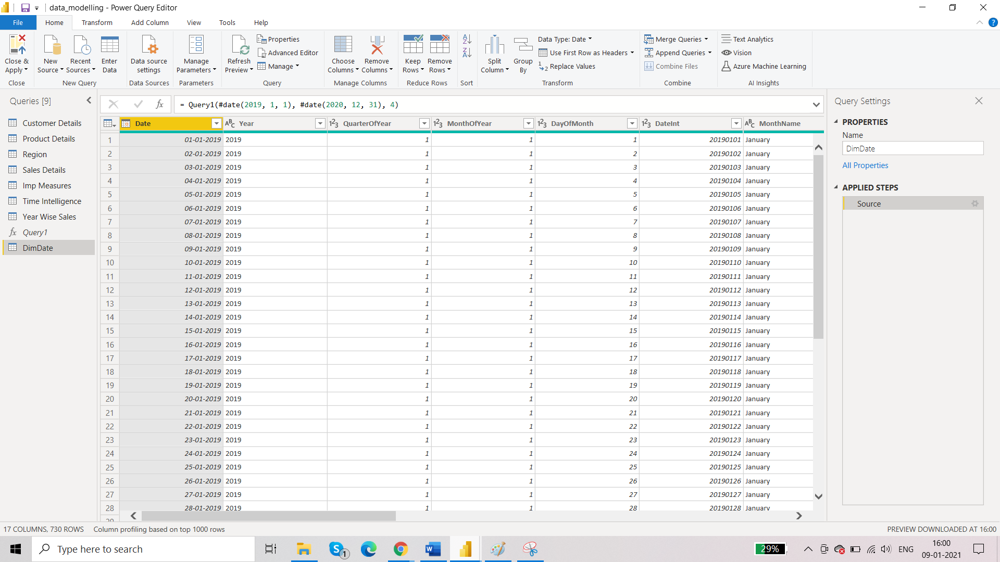 data_modelling - Power Query Editor
File Home Transform Add Column View Tools Help
Close & Apply
Close
New Source
Recent Sources
Enter Data
New Query
Data source settings
Data Sources
Manage Parameters
Parameters
Refresh Preview
Properties
Advanced Editor
Manage
Query
Choose Columns
Remove Columns
Manage Columns
Keep Rows
Remove Rows
Reduce Rows
Sort
Split Column
Group By
Data Type: Date
Use First Row as Headers
Replace Values
Transform
Merge Queries
Append Queries
Combine Files
Combine
Text Analytics
Vision
Azure Machine Learning
AI Insights
Queries [9]
Customer Details
Product Details
Region
Sales Details
Imp Measures
Time Intelligence
Year Wise Sales
fx Query1
DimDate
fx = Query1(#date(2019, 1, 1), #date(2020, 12, 31), 4)
Date Year QuarterOfYear MonthOfYear DayOfMonth DateInt MonthName
1 01-01-2019 2019 1 1 1 20190101 January
2 02-01-2019 2019 1 1 2 20190102 January
3 03-01-2019 2019 1 1 3 20190103 January
4 04-01-2019 2019 1 1 4 20190104 January
5 05-01-2019 2019 1 1 5 20190105 January
6 06-01-2019 2019 1 1 6 20190106 January
7 07-01-2019 2019 1 1 7 20190107 January
8 08-01-2019 2019 1 1 8 20190108 January
9 09-01-2019 2019 1 1 9 20190109 January
10 10-01-2019 2019 1 1 10 20190110 January
11 11-01-2019 2019 1 1 11 20190111 January
12 12-01-2019 2019 1 1 12 20190112 January
13 13-01-2019 2019 1 1 13 20190113 January
14 14-01-2019 2019 1 1 14 20190114 January
15 15-01-2019 2019 1 1 15 20190115 January
16 16-01-2019 2019 1 1 16 20190116 January
17 17-01-2019 2019 1 1 17 20190117 January
18 18-01-2019 2019 1 1 18 20190118 January
19 19-01-2019 2019 1 1 19 20190119 January
20 20-01-2019 2019 1 1 20 20190120 January
21 21-01-2019 2019 1 1 21 20190121 January
22 22-01-2019 2019 1 1 22 20190122 January
23 23-01-2019 2019 1 1 23 20190123 January
24 24-01-2019 2019 1 1 24 20190124 January
25 25-01-2019 2019 1 1 25 20190125 January
26 26-01-2019 2019 1 1 26 20190126 January
27 27-01-2019 2019 1 1 27 20190127 January
28 28-01-2019 2019 1 1 28 20190128 January
29
Query Settings
PROPERTIES
Name
DimDate
All Properties
APPLIED STEPS
Source
17 COLUMNS, 730 ROWS Column profiling based on top 1000 rows
PREVIEW DOWNLOADED AT 16:00
Type here to search
1
29%
ENG
16:00
09-01-2021